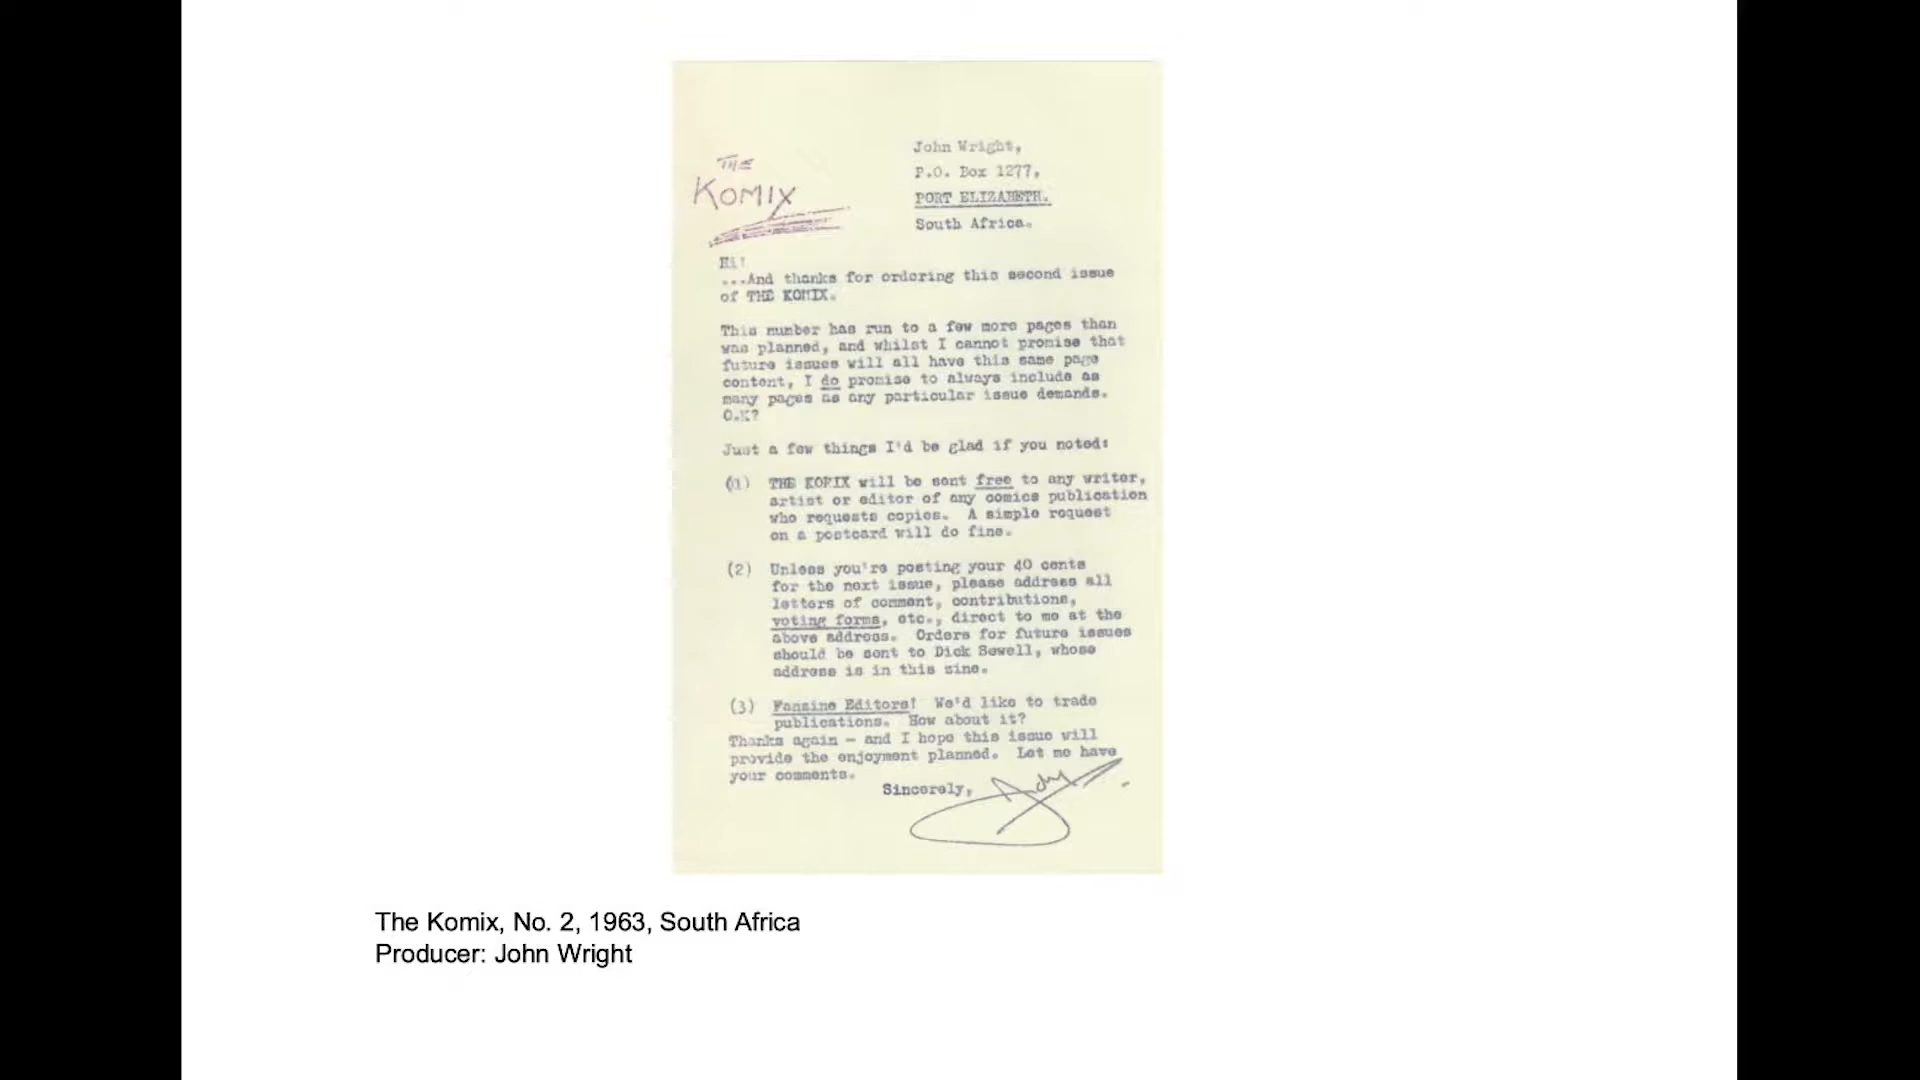 THE
KOMIX
John Wright,
P.O. Box 1277,
PORT ELIZABETH.
South Africa.
Hi!
...And thanks for ordering this second issue
of THE KOMIX.
This number has run to a few more pages than
was planned, and whilst I cannot promise that
future issues will all have this same page
content, I do promise to always include as
many pages as any particular issue demands.
O.K?
Just a few things I'd be glad if you noted:
(1) THE KOMIX will be sent free to any writer,
artist or editor of any comics publication
who requests copies. A simple request
on a postcard will do fine.
(2) Unless you're posting your 40 cents
for the next issue, please address all
letters of comment, contributions,
voting forms, etc., direct to me at the
above address. Orders for future issues
should be sent to Dick Sewell, whose
address is in this zine.
(3) Fanzine Editors! We'd like to trade
publications. How about it?
Thanks again - and I hope this issue will
provide the enjoyment planned. Let me have
your comments.
Sincerely,
The Komix, No. 2, 1963, South Africa
Producer: John Wright